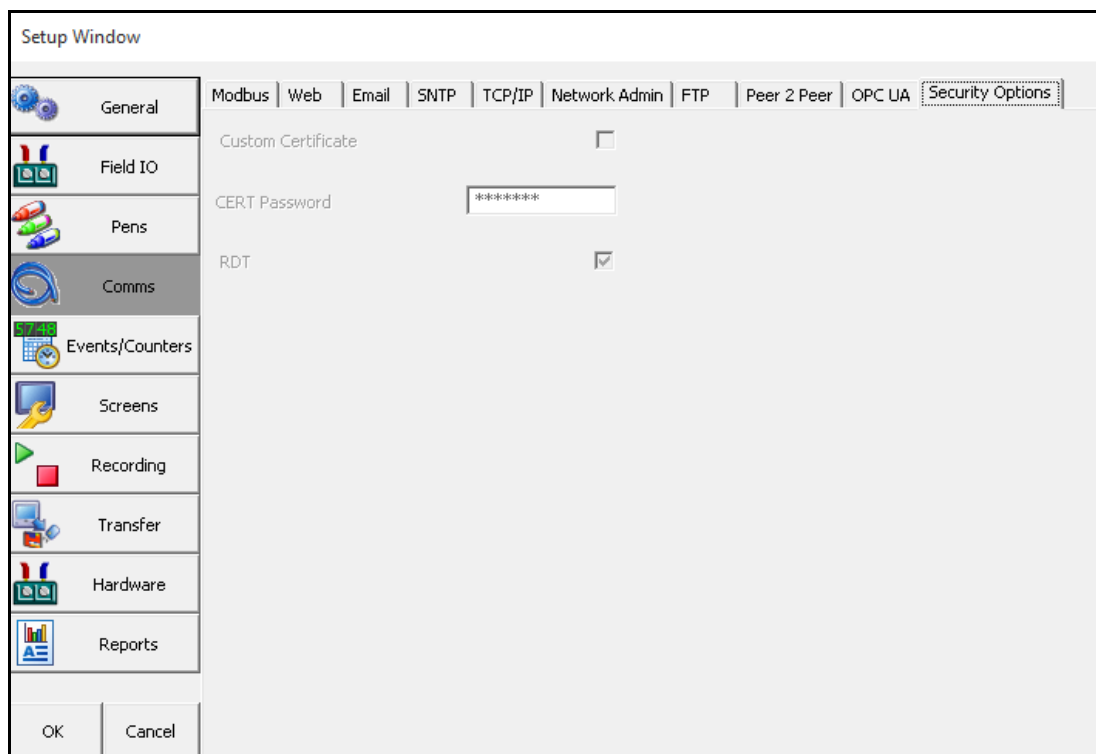 Setup Window
General
Field IO
Pens
Comms
57:48
Events/Counters
Screens
Recording
Transfer
Hardware
Reports
OK
Cancel
Modbus
Web
Email
SNTP
TCP/IP
Network Admin
FTP
Peer 2 Peer
OPC UA
Security Options
Custom Certificate
CERT Password
*******
RDT